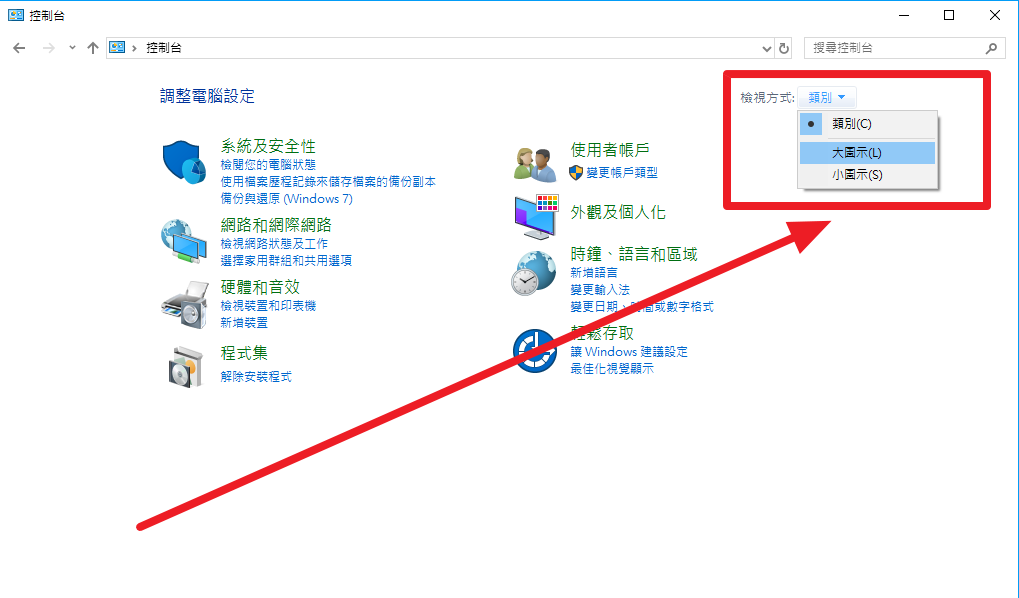 控制台
控制台
搜尋控制台
調整電腦設定
檢視方式:
類別
類別(C)
大圖示(L)
小圖示(S)
系統及安全性
檢閱您的電腦狀態
使用檔案歷程記錄來儲存檔案的備份副本
備份與還原 (Windows 7)
網路和網際網路
檢視網路狀態及工作
選擇家用群組和共用選項
硬體和音效
檢視裝置和印表機
新增裝置
程式集
解除安裝程式
使用者帳戶
變更帳戶類型
外觀及個人化
時鐘、語言和區域
新增語言
變更輸入法
變更日期、時間或數字格式
輕鬆存取
讓 Windows 建議設定
最佳化視覺顯示